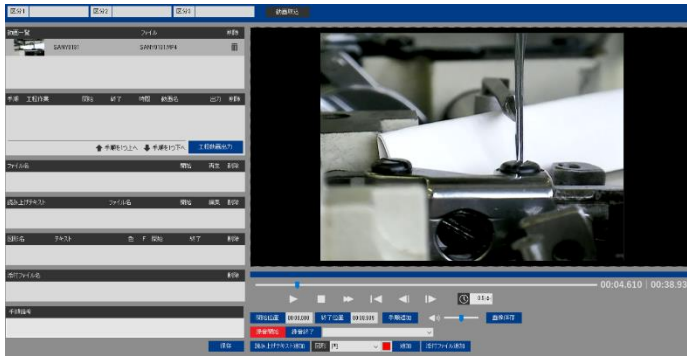 区分1 区分2 区分3 動画取込
動画一覧 ファイル 削除
SANY0131 SANY0131.MP4
手順 工程作業 開始 終了 時間 動画名 出力 削除
手順を1つ上へ 手順を1つ下へ 工程動画出力
ファイル名 開始 再生 削除
読み上げテキスト ファイル名 開始 編集 削除
図形名 テキスト 色 F 開始 終了 削除
添付ファイル名 削除
手順備考
保存
00:04.610 00:38.93
開始位置 00:00.000 終了位置 手順追加 画像保存
録音開始 録音終了
読み上げテキスト追加 図形 円 追加 添付ファイル追加